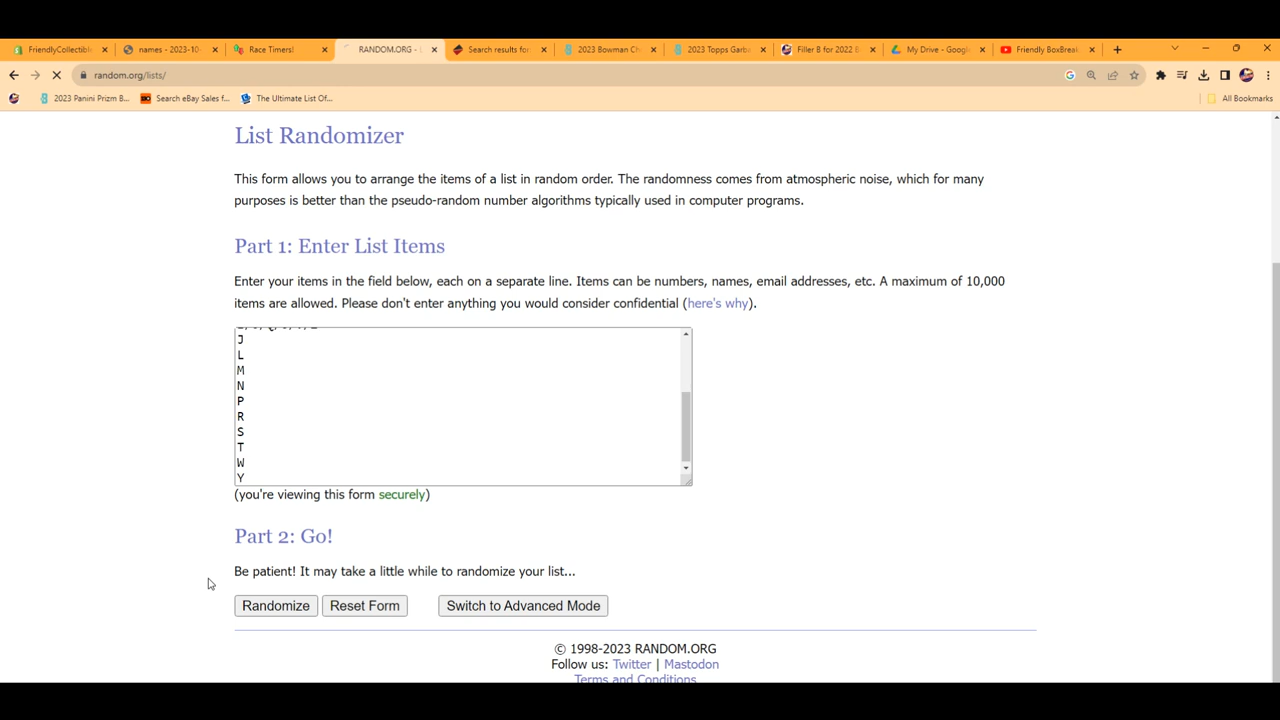 FriendlyCollectibl
names - 2023-10-
Race Timers!
RANDOM.ORG -
Search results for
2023 Bowman Ch
2023 Topps Garba
Filler B for 2022 B
My Drive - Google
Friendly BoxBreak
random.org/lists/
2023 Panini Prizm B...
Search eBay Sales f...
The Ultimate List Of...
All Bookmarks
List Randomizer
This form allows you to arrange the items of a list in random order. The randomness comes from atmospheric noise, which for many
purposes is better than the pseudo-random number algorithms typically used in computer programs.
Part 1: Enter List Items
Enter your items in the field below, each on a separate line. Items can be numbers, names, email addresses, etc. A maximum of 10,000
items are allowed. Please don't enter anything you would consider confidential (here's why).
J
L
M
N
P
R
S
T
W
Y
(you're viewing this form securely)
Part 2: Go!
Be patient! It may take a little while to randomize your list...
Randomize
Reset Form
Switch to Advanced Mode
© 1998-2023 RANDOM.ORG
Follow us: Twitter | Mastodon
Terms and Conditions